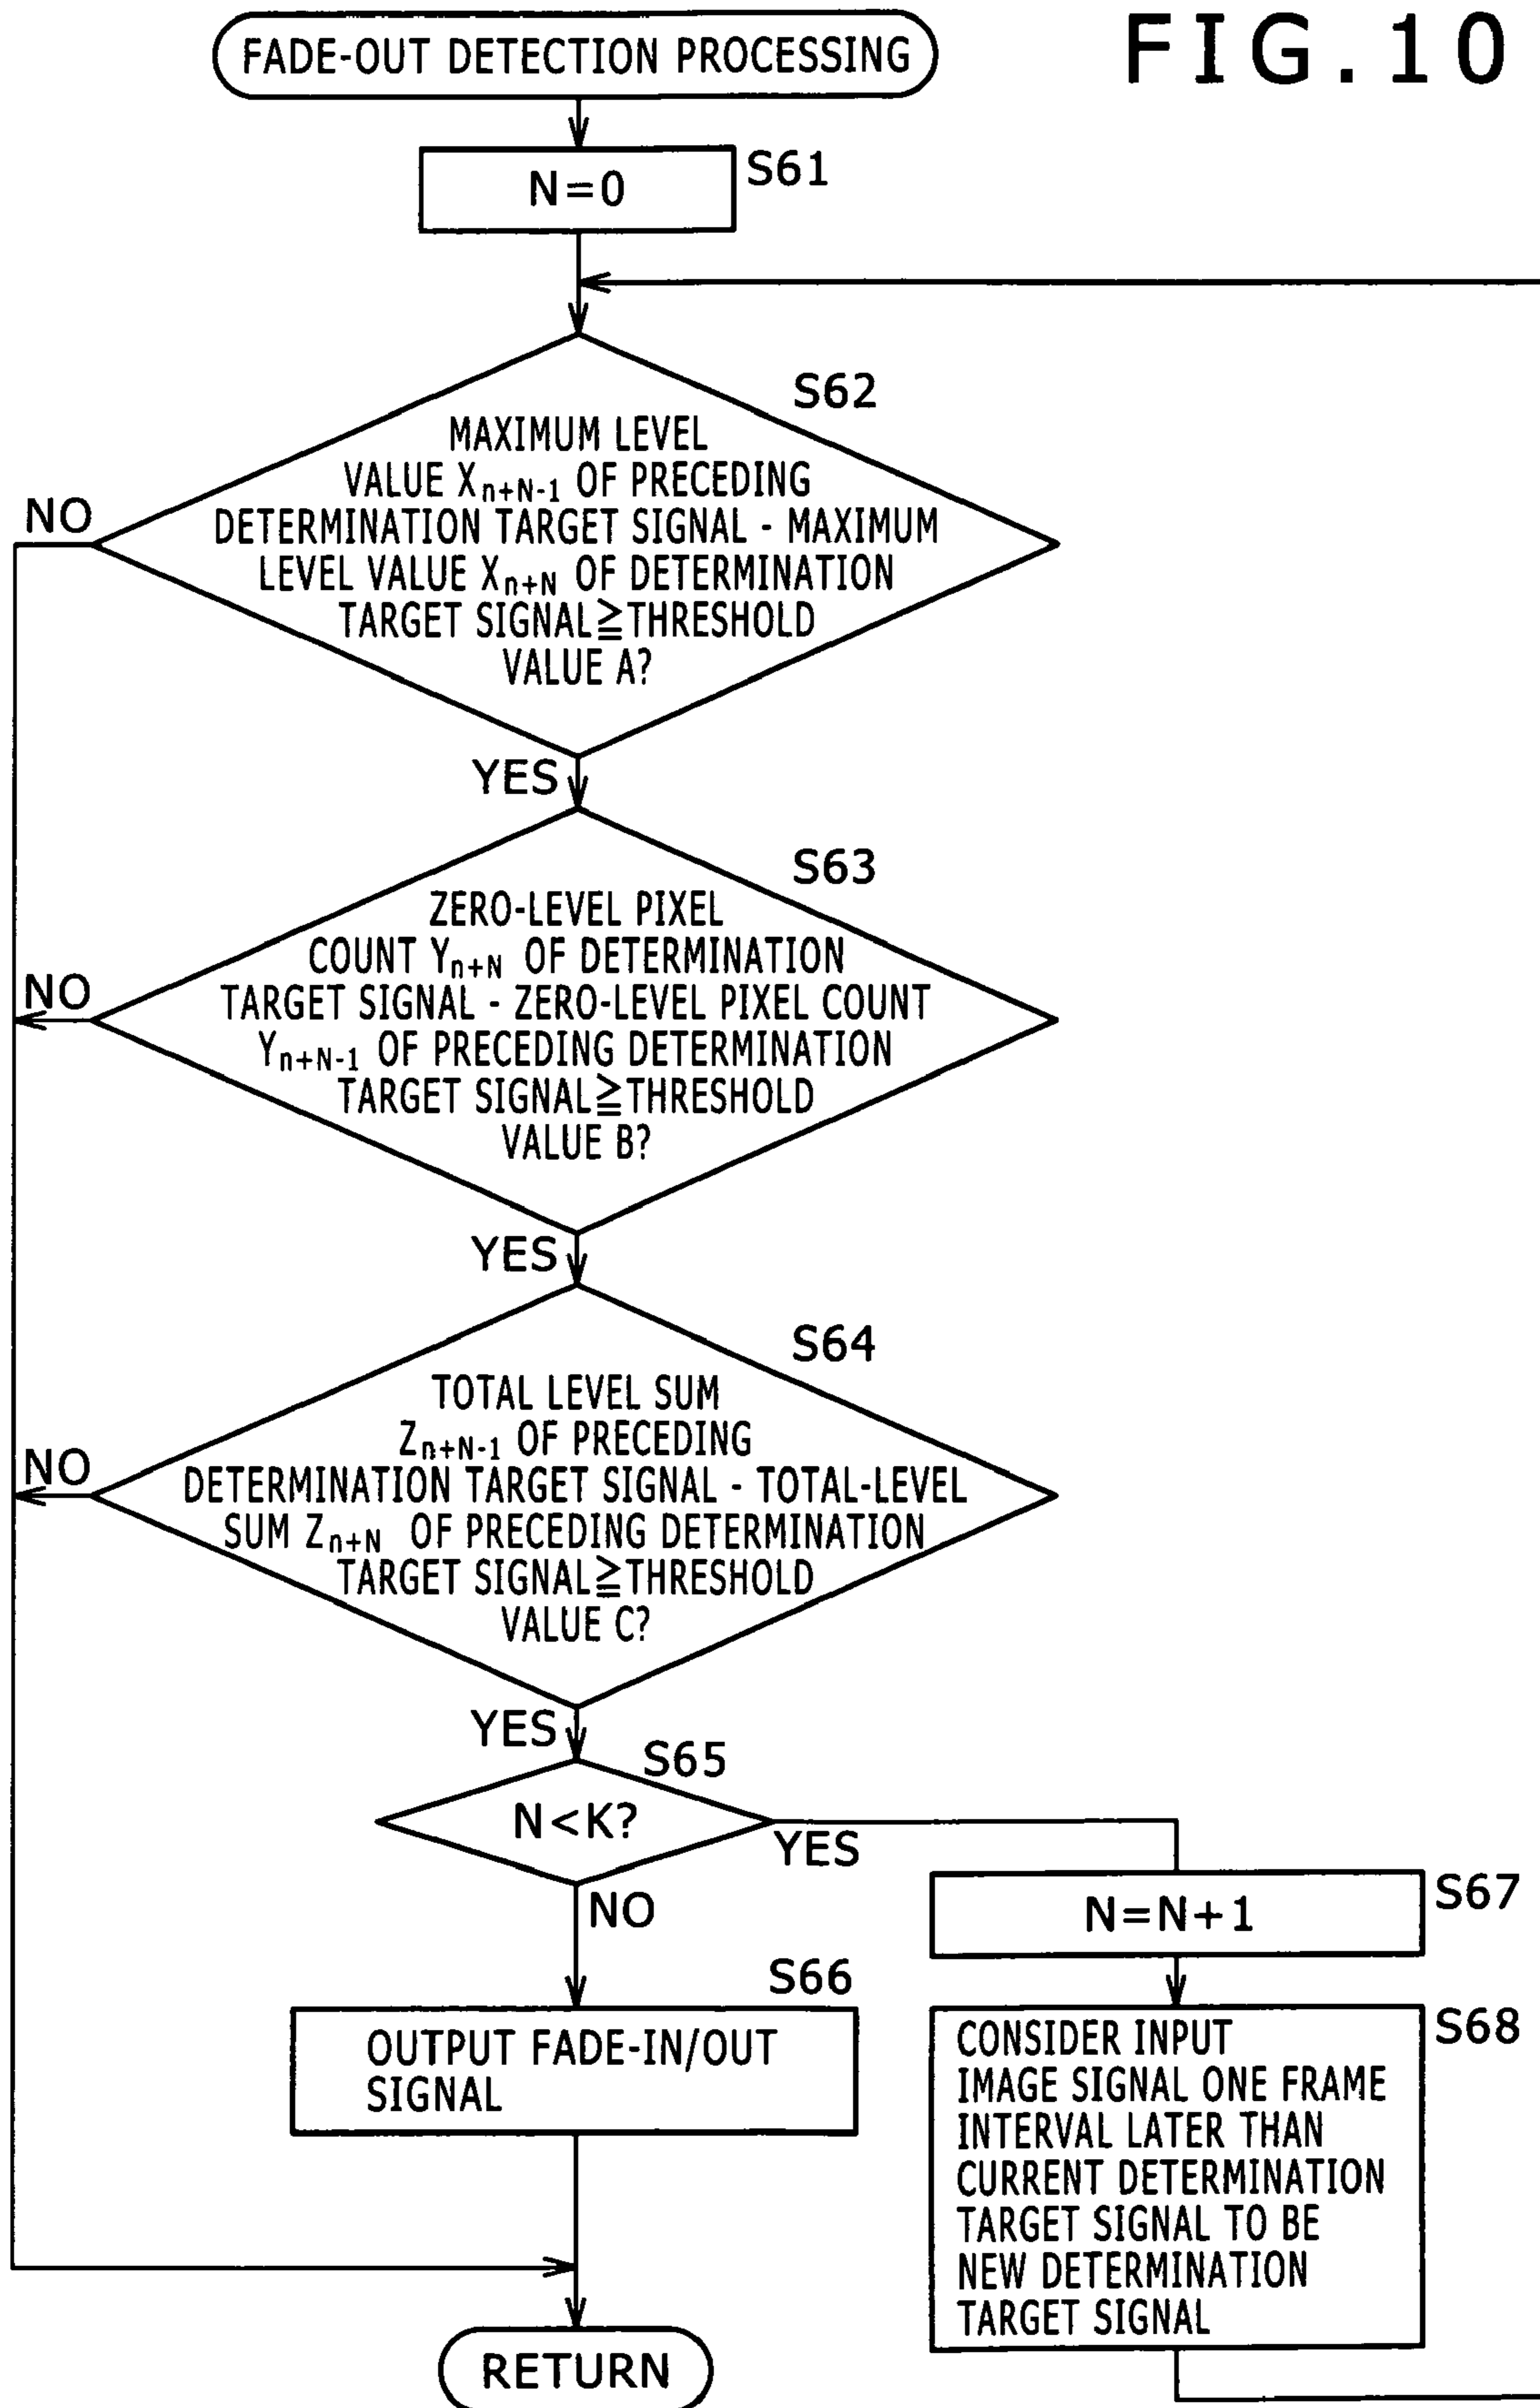 FIG.10
FADE-OUT DETECTION PROCESSING
N=0
S61
S62
MAXIMUM LEVEL
VALUE Xn+N-1 OF PRECEDING
DETERMINATION TARGET SIGNAL - MAXIMUM
LEVEL VALUE Xn+N OF DETERMINATION
TARGET SIGNAL≧THRESHOLD
VALUE A?
NO
YES
S63
ZERO-LEVEL PIXEL
COUNT Yn+N OF DETERMINATION
TARGET SIGNAL - ZERO-LEVEL PIXEL COUNT
Yn+N-1 OF PRECEDING DETERMINATION
TARGET SIGNAL≧THRESHOLD
VALUE B?
NO
YES
S64
TOTAL LEVEL SUM
Zn+N-1 OF PRECEDING
DETERMINATION TARGET SIGNAL - TOTAL-LEVEL
SUM Zn+N OF PRECEDING DETERMINATION
TARGET SIGNAL≧THRESHOLD
VALUE C?
NO
YES
S65
N<K?
YES
NO
S67
N=N+1
S66
OUTPUT FADE-IN/OUT
SIGNAL
S68
CONSIDER INPUT
IMAGE SIGNAL ONE FRAME
INTERVAL LATER THAN
CURRENT DETERMINATION
TARGET SIGNAL TO BE
NEW DETERMINATION
TARGET SIGNAL
RETURN